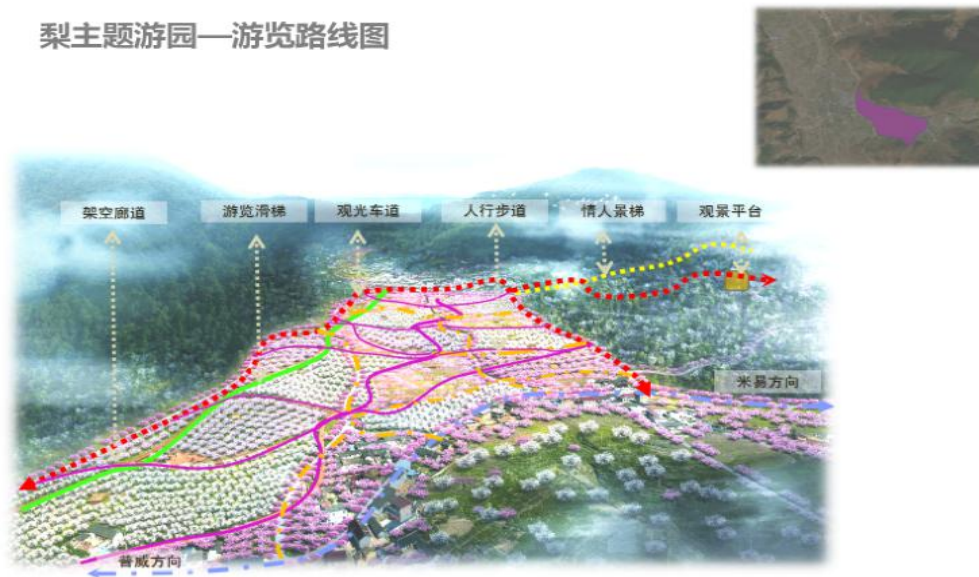 梨主题游园—游览路线图
架空廊道
游览滑梯
观光车道
人行步道
情人景梯
观景平台
米易方向
普威方向